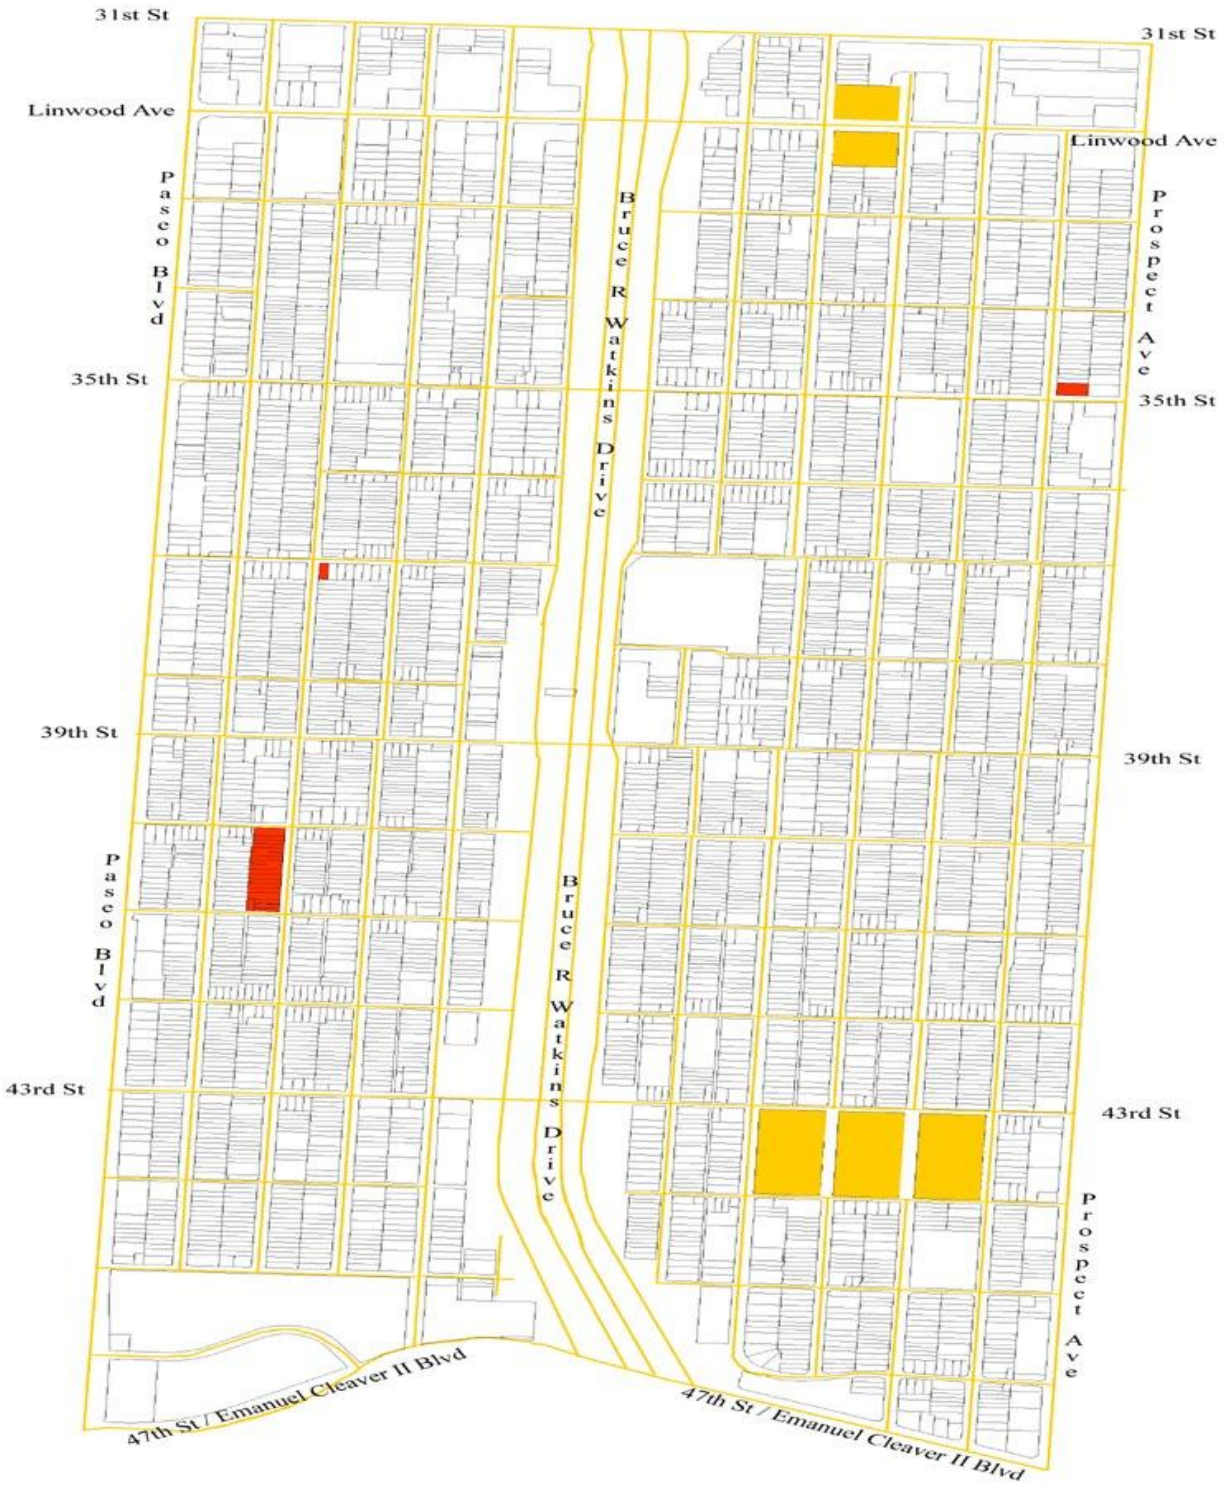 31st St
31st St
Linwood Ave
Linwood Ave
Paseo Blvd
Bruce R Watkins Drive
Prospect Ave
35th St
35th St
39th St
39th St
Paseo Blvd
Bruce R Watkins Drive
43rd St
43rd St
Prospect Ave
47th St / Emanuel Cleaver II Blvd
47th St / Emanuel Cleaver II Blvd